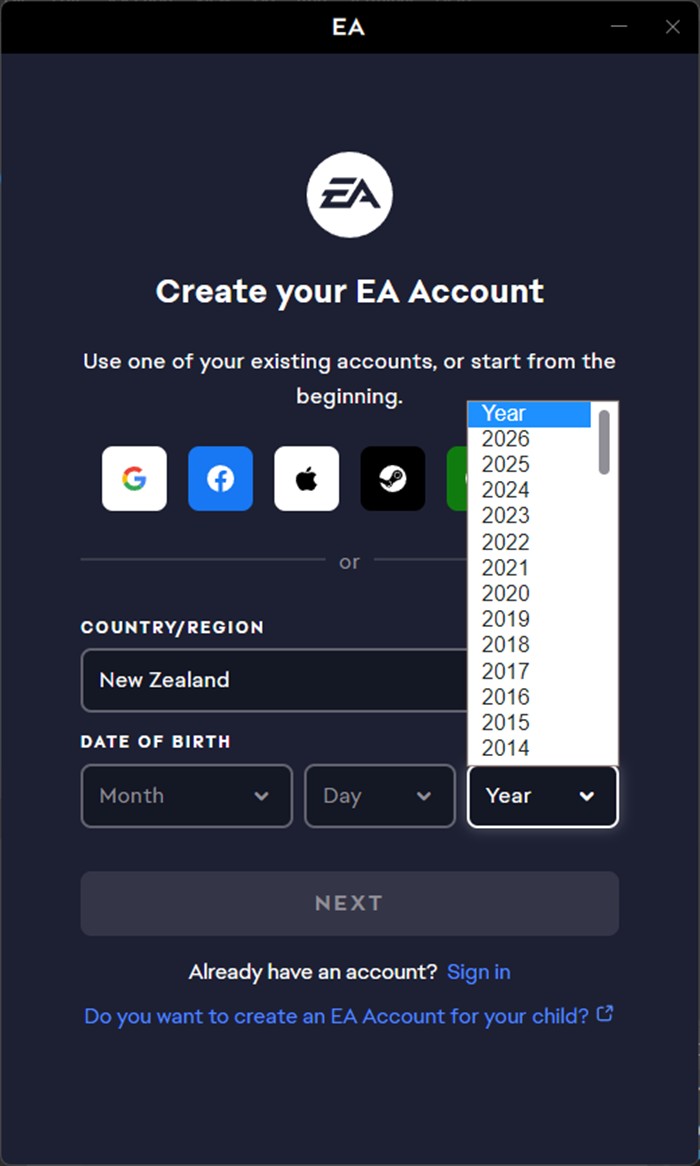 EA
EA
Create your EA Account
Use one of your existing accounts, or start from the
beginning.
or
COUNTRY/REGION
New Zealand
DATE OF BIRTH
Month
Day
Year
Year
2026
2025
2024
2023
2022
2021
2020
2019
2018
2017
2016
2015
2014
NEXT
Already have an account? Sign in
Do you want to create an EA Account for your child?